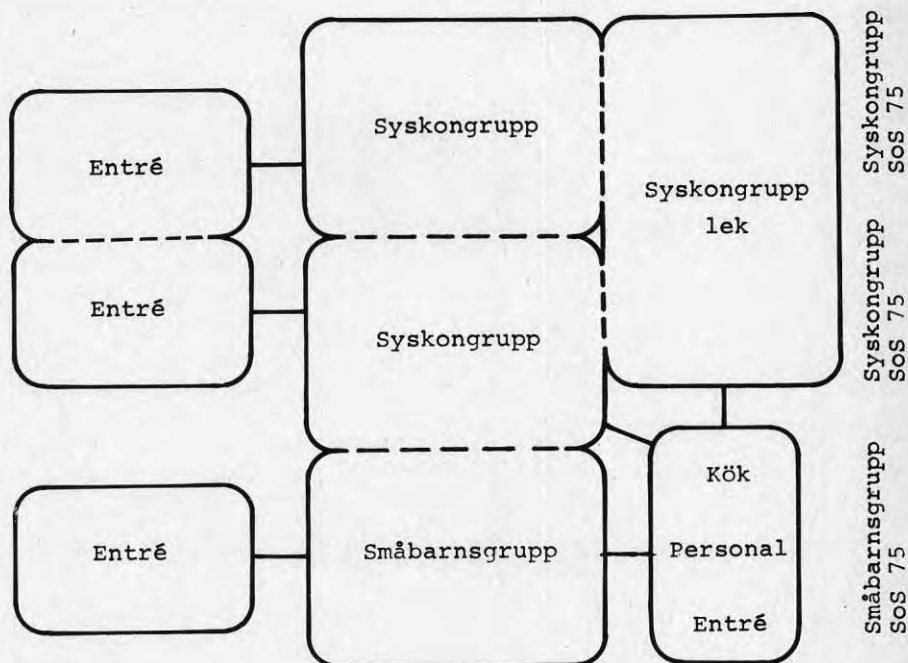 Entré
Entré
Entré
Syskongrupp
Syskongrupp
Småbarnsgrupp
Syskongrupp
lek
Kök
Personal
Entré
Syskongrupp
SoS 75
Syskongrupp
SoS 75
Småbarnsgrupp
SoS 75